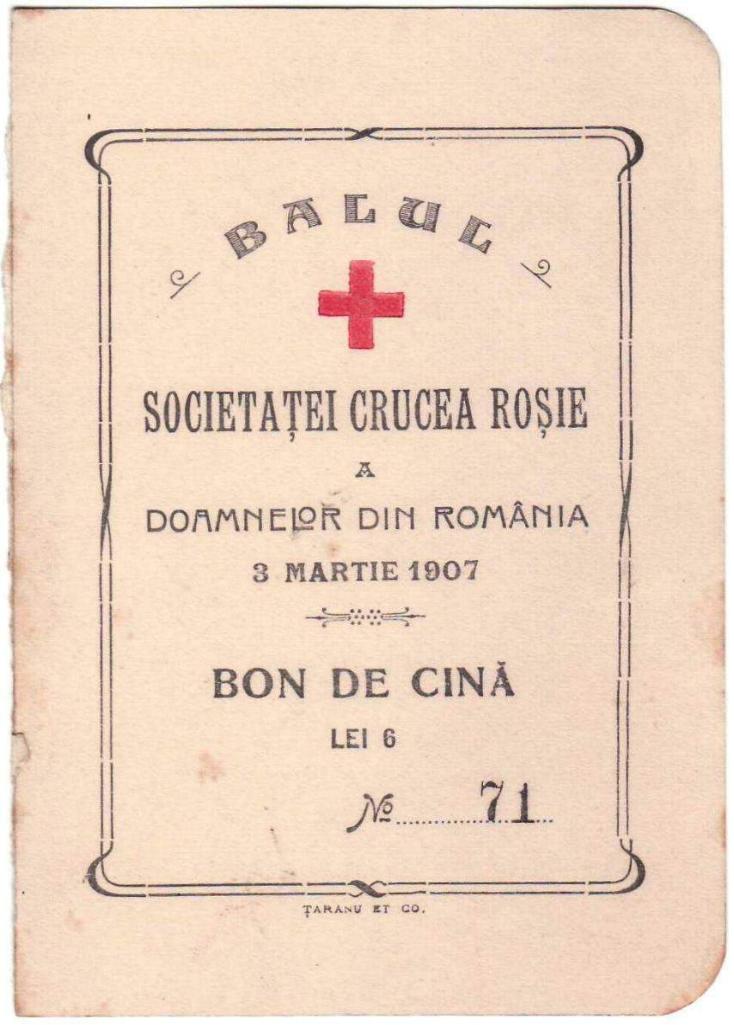 BALUL
SOCIETAȚEI CRUCEA ROȘIE
A
DOAMNELOR DIN ROMÂNIA
3 MARTIE 1907
BON DE CINĂ
LEI 6
No 71
ȚARANU ET CO.